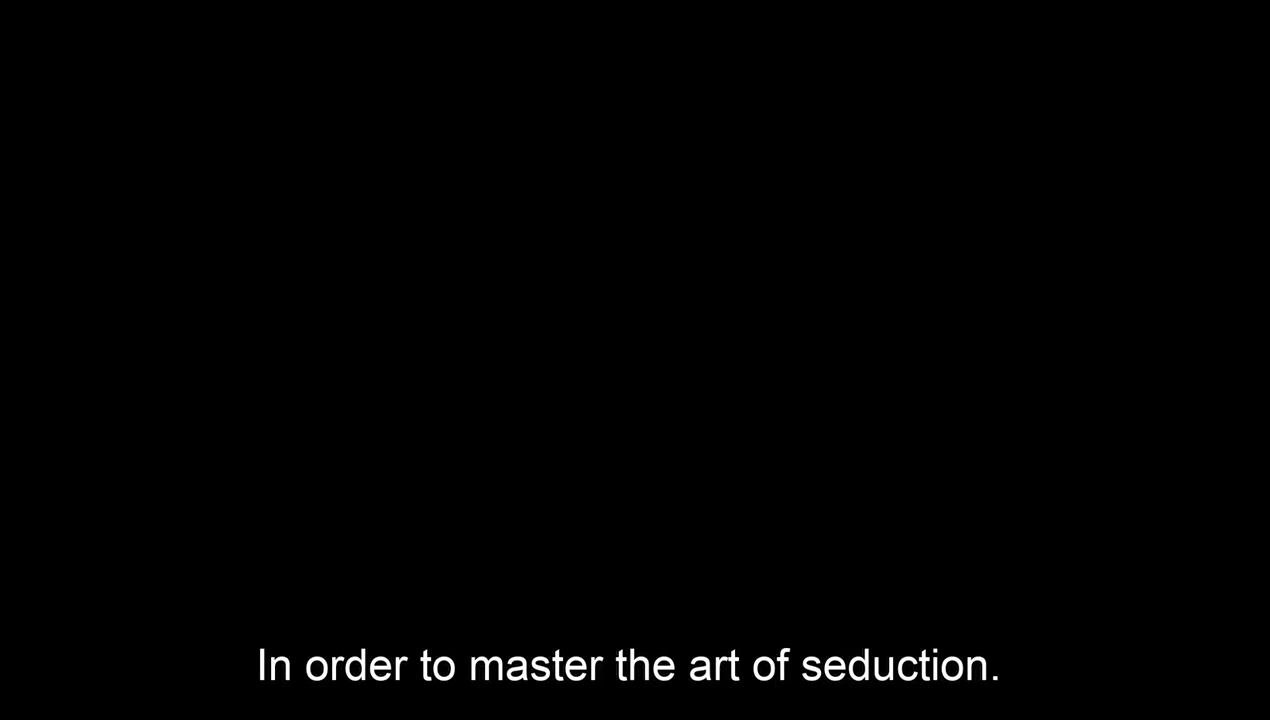 In order to master the art of seduction.